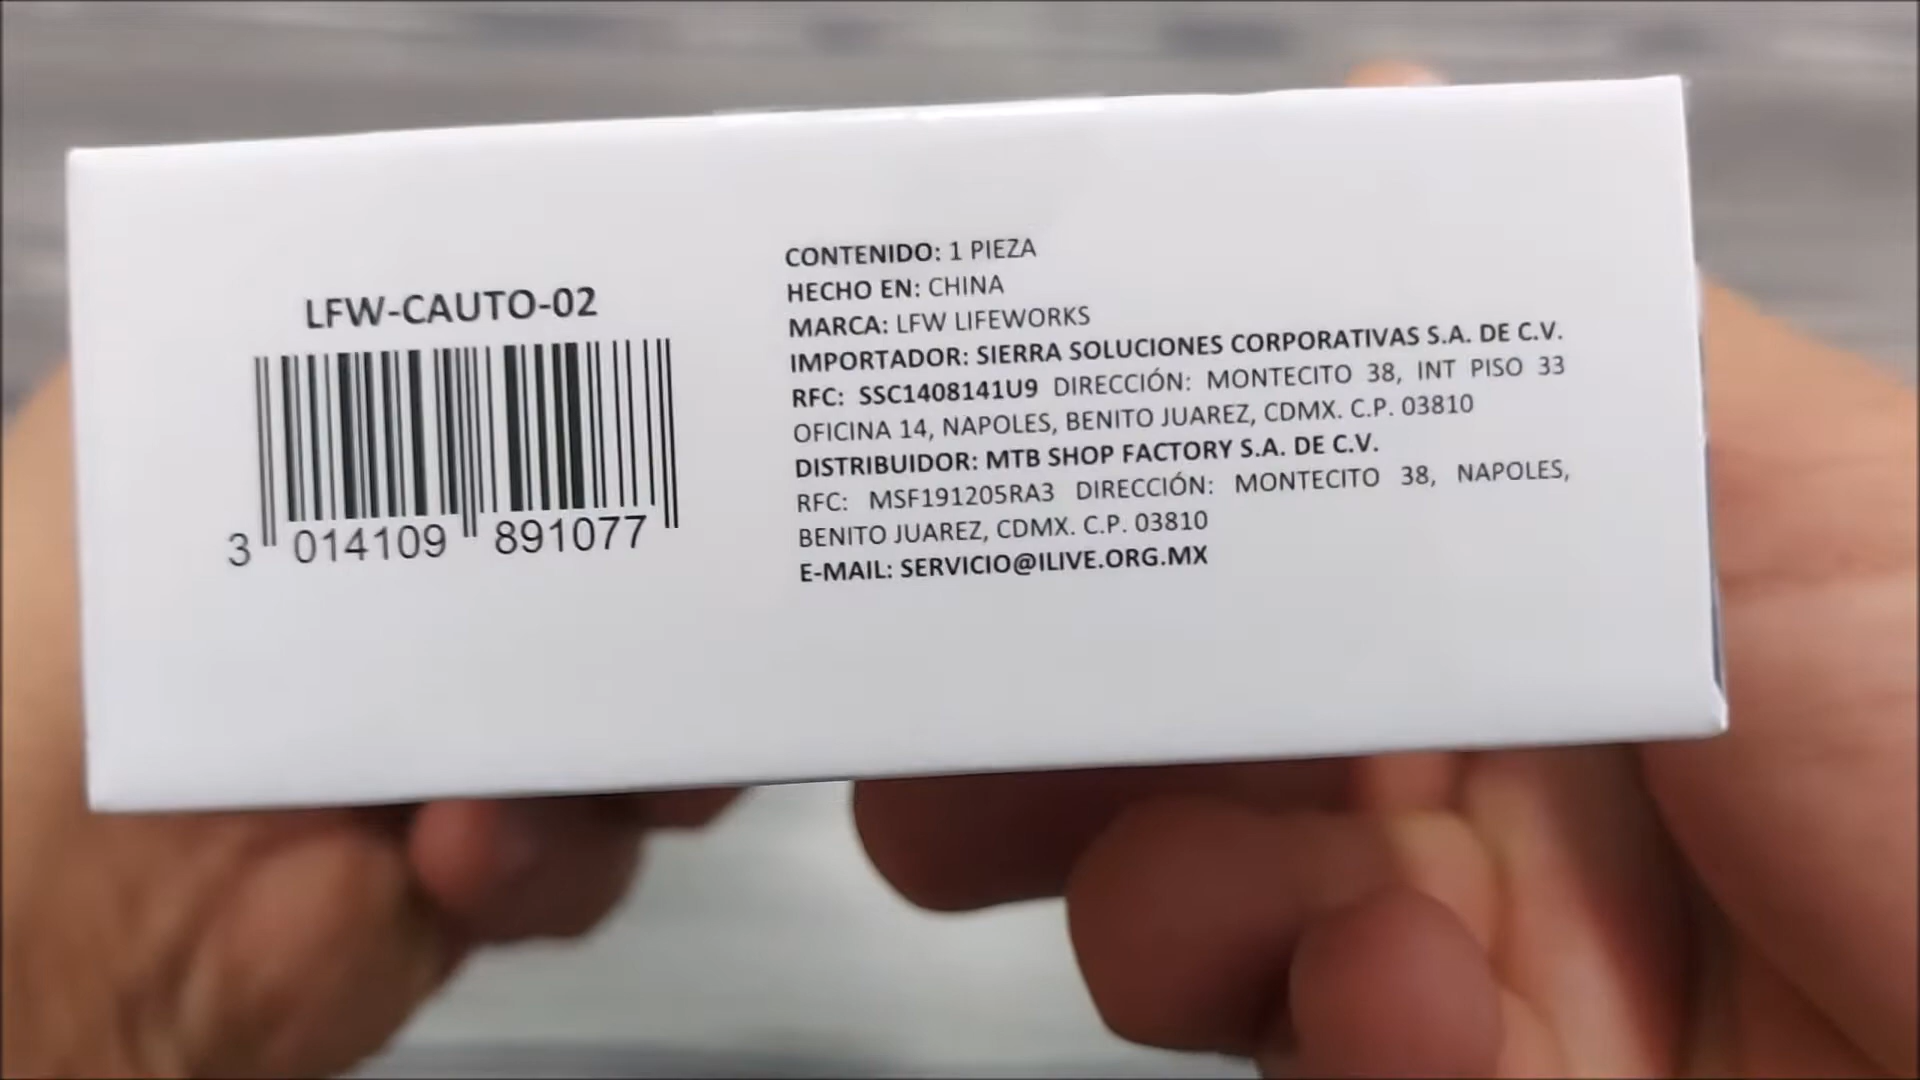 LFW-CAUTO-02
3 014109 891077
CONTENIDO: 1 PIEZA
HECHO EN: CHINA
MARCA: LFW LIFEWORKS
IMPORTADOR: SIERRA SOLUCIONES CORPORATIVAS S.A. DE C.V.
RFC: SSC1408141U9 DIRECCIÓN: MONTECITO 38, INT PISO 33
OFICINA 14, NAPOLES, BENITO JUAREZ, CDMX. C.P. 03810
DISTRIBUIDOR: MTB SHOP FACTORY S.A. DE C.V.
RFC: MSF191205RA3 DIRECCIÓN: MONTECITO 38, NAPOLES,
BENITO JUAREZ, CDMX. C.P. 03810
E-MAIL: SERVICIO@ILIVE.ORG.MX